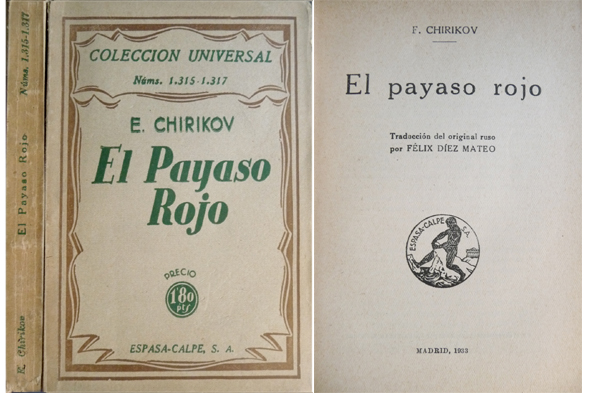 K. Chirikov El Payaso Rojo Núms. 1.315-1.317
COLECCION UNIVERSAL
Núms. 1.315-1.317
E. CHIRIKOV
El Payaso
Rojo
PRECIO
1'80
pts
ESPASA-CALPE, S. A.
F. CHIRIKOV
El payaso rojo
Traducción del original ruso
por FÉLIX DÍEZ MATEO
ESPASA-CALPE, S.A.
MADRID, 1933